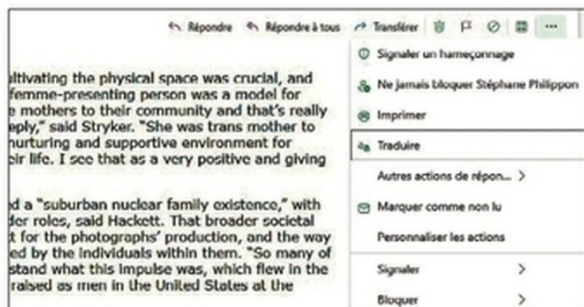 Répondre Répondre à tous Transférer
ltivating the physical space was crucial, and
femme-presenting person was a model for
e mothers to their community and that's really
eply," said Stryker. "She was trans mother to
nurturing and supportive environment for
eir life. I see that as a very positive and giving
ed a "suburban nuclear family existence," with
der roles, said Hackett. That broader societal
t for the photographs' production, and the way
ed by the individuals within them. "So many of
stand what this impulse was, which flew in the
raised as men in the United States at the
Signaler un hameçonnage
Ne jamais bloquer Stéphane Philippon
Imprimer
Traduire
Autres actions de répon... >
Marquer comme non lu
Personnaliser les actions
Signaler >
Bloquer >